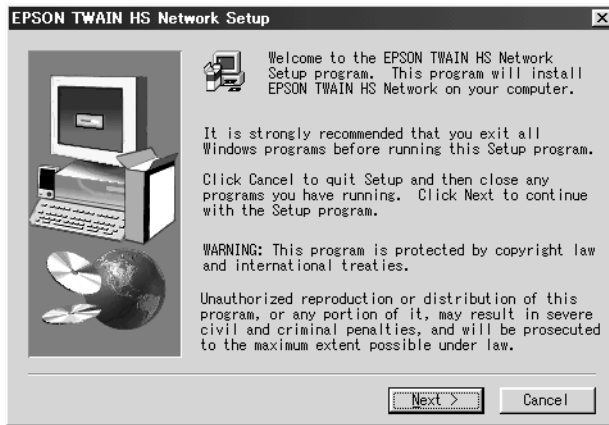 EPSON TWAIN HS Network Setup
Welcome to the EPSON TWAIN HS Network
Setup program. This program will install
EPSON TWAIN HS Network on your computer.
It is strongly recommended that you exit all
Windows programs before running this Setup program.
Click Cancel to quit Setup and then close any
programs you have running. Click Next to continue
with the Setup program.
WARNING: This program is protected by copyright law
and international treaties.
Unauthorized reproduction or distribution of this
program, or any portion of it, may result in severe
civil and criminal penalties, and will be prosecuted
to the maximum extent possible under law.
Next >
Cancel